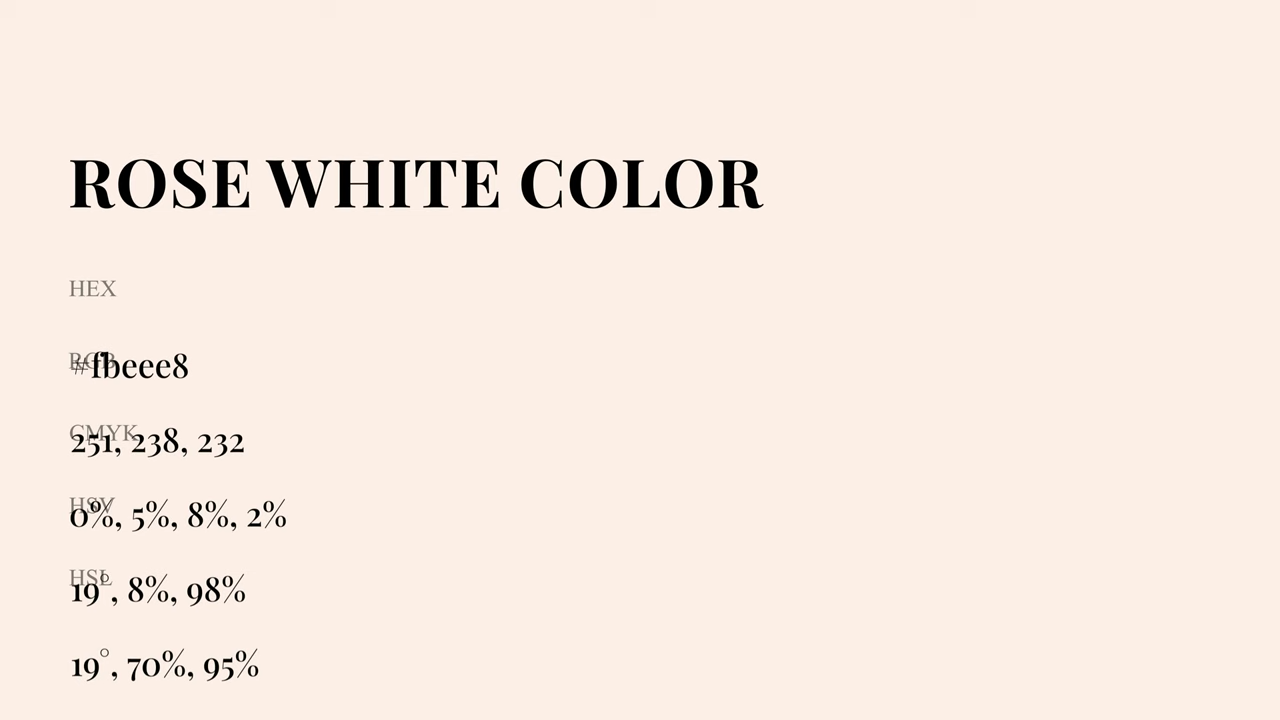 ROSE WHITE COLOR
HEX
RGB
#fbeee8
CMYK
251, 238, 232
HSV
0%, 5%, 8%, 2%
HSL
19°, 8%, 98%
19°, 70%, 95%